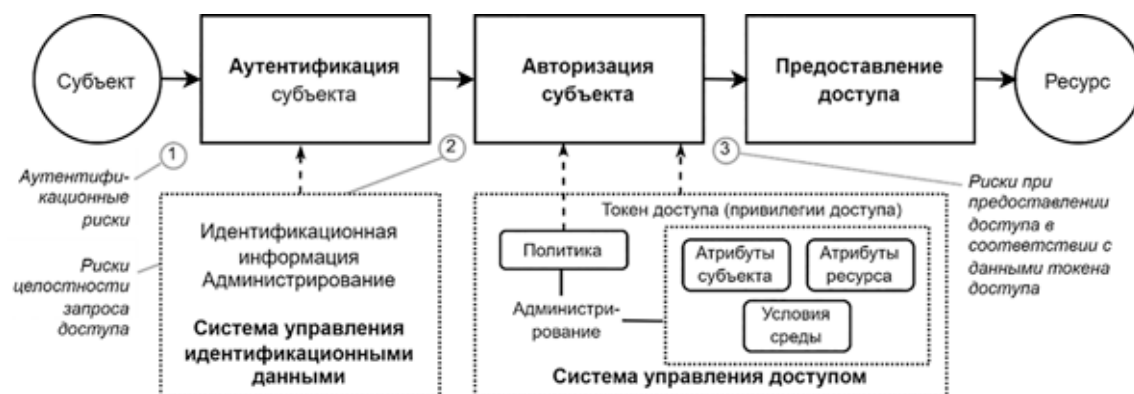 Субъект
Аутентификация
субъекта
Авторизация
субъекта
Предоставление
доступа
Ресурс
1
2
3
Аутентифи-
кационные
риски
Риски
целостности
запроса
доступа
Идентификационная
информация
Администрирование
Система управления
идентификационными
данными
Токен доступа (привилегии доступа)
Политика
Администри-
рование
Атрибуты
субъекта
Атрибуты
ресурса
Условия
среды
Система управления доступом
Риски при
предоставлении
доступа в
соответствии с
данными токена
доступа